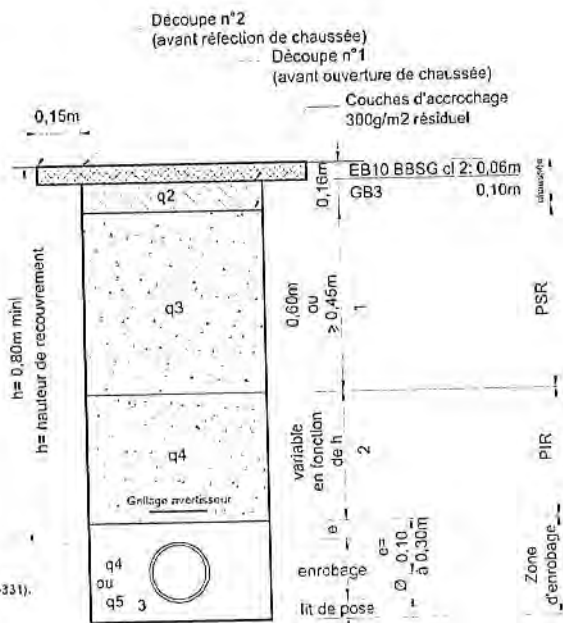 Découpe n°2
(avant réfection de chaussée)
Découpe n°1
(avant ouverture de chaussée)
Couches d'accrochage
300g/m2 résiduel
0,15m
EB10 BBSG cl 2: 0,06m
GB3 0,10m
0,16m
chaussée
q2
h= 0,80m mini
h= hauteur de recouvrement
q3
0,60m
ou
≥ 0,45m
1
PSR
q4
variable
en fonction
de h
2
PIR
Grillage avertisseur
e
e=
0,10
à 0,30m
q4
ou
q5 3
enrobage
Ø
lit de pose
Zone
d'enrobage
-331).